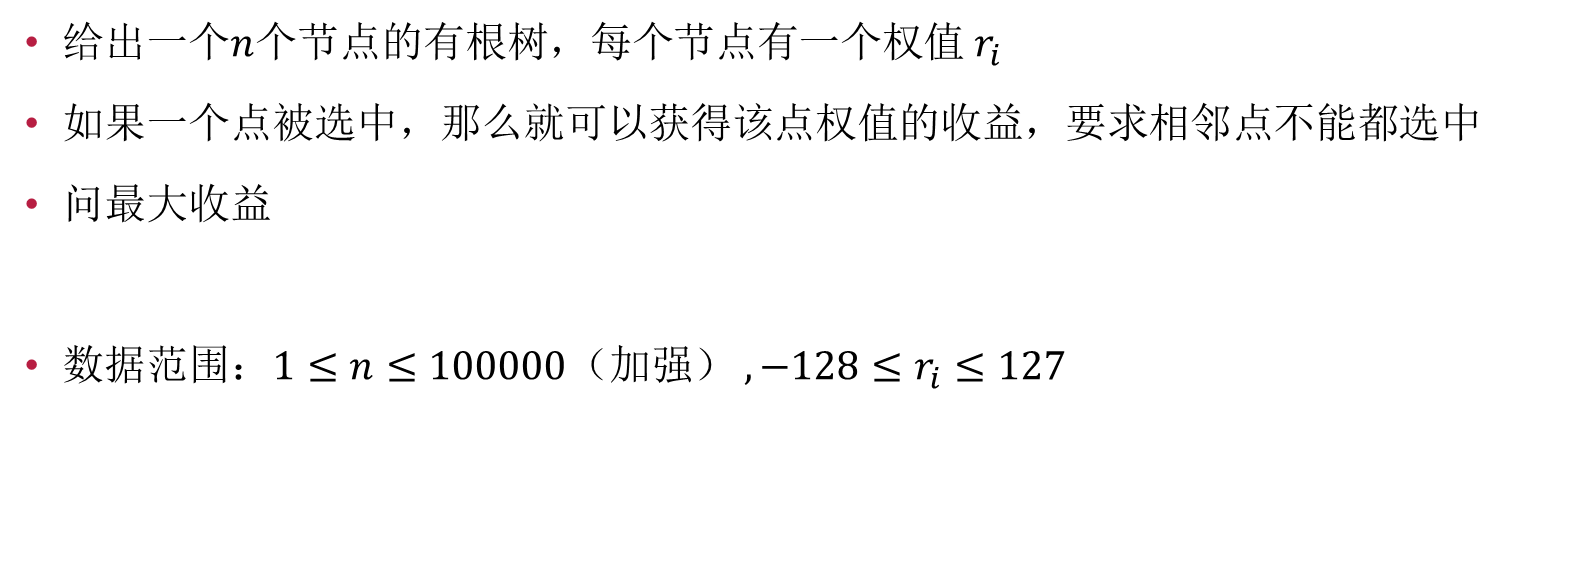 • 给出一个n个节点的有根树，每个节点有一个权值 rᵢ
• 如果一个点被选中，那么就可以获得该点权值的收益，要求相邻点不能都选中
• 问最大收益
• 数据范围：1 ≤ n ≤ 100000（加强）, −128 ≤ rᵢ ≤ 127